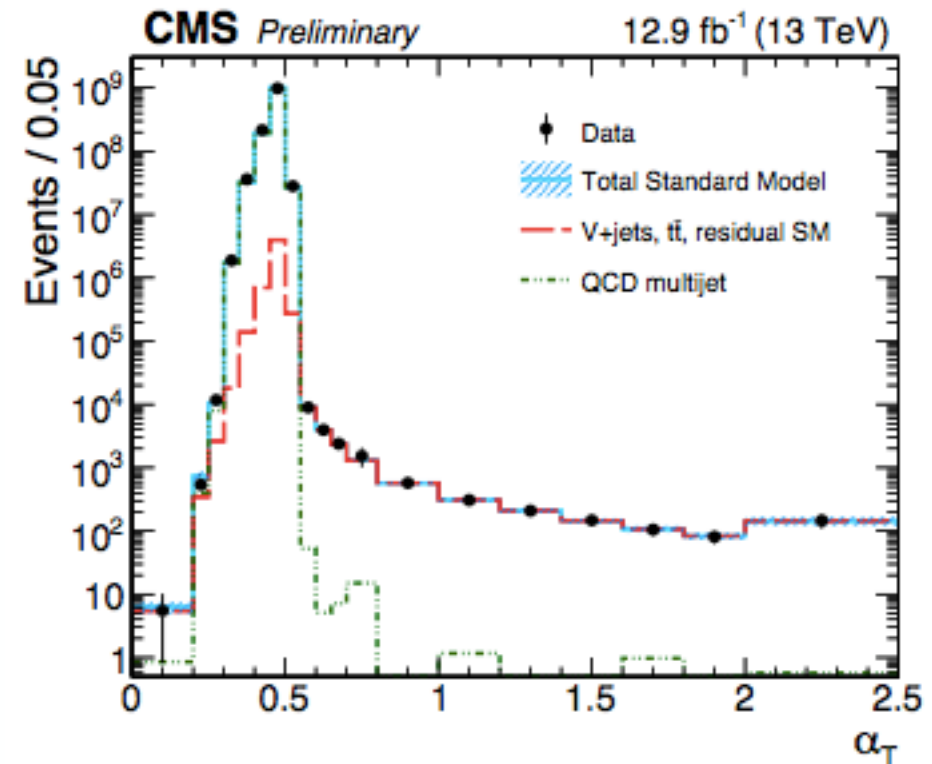 CMS Preliminary 12.9 fb⁻¹ (13 TeV)
Events / 0.05
10⁹
10⁸
10⁷
10⁶
10⁵
10⁴
10³
10²
10
1
Data
Total Standard Model
V+jets, tt̄, residual SM
QCD multijet
0 0.5 1 1.5 2 2.5
α_T